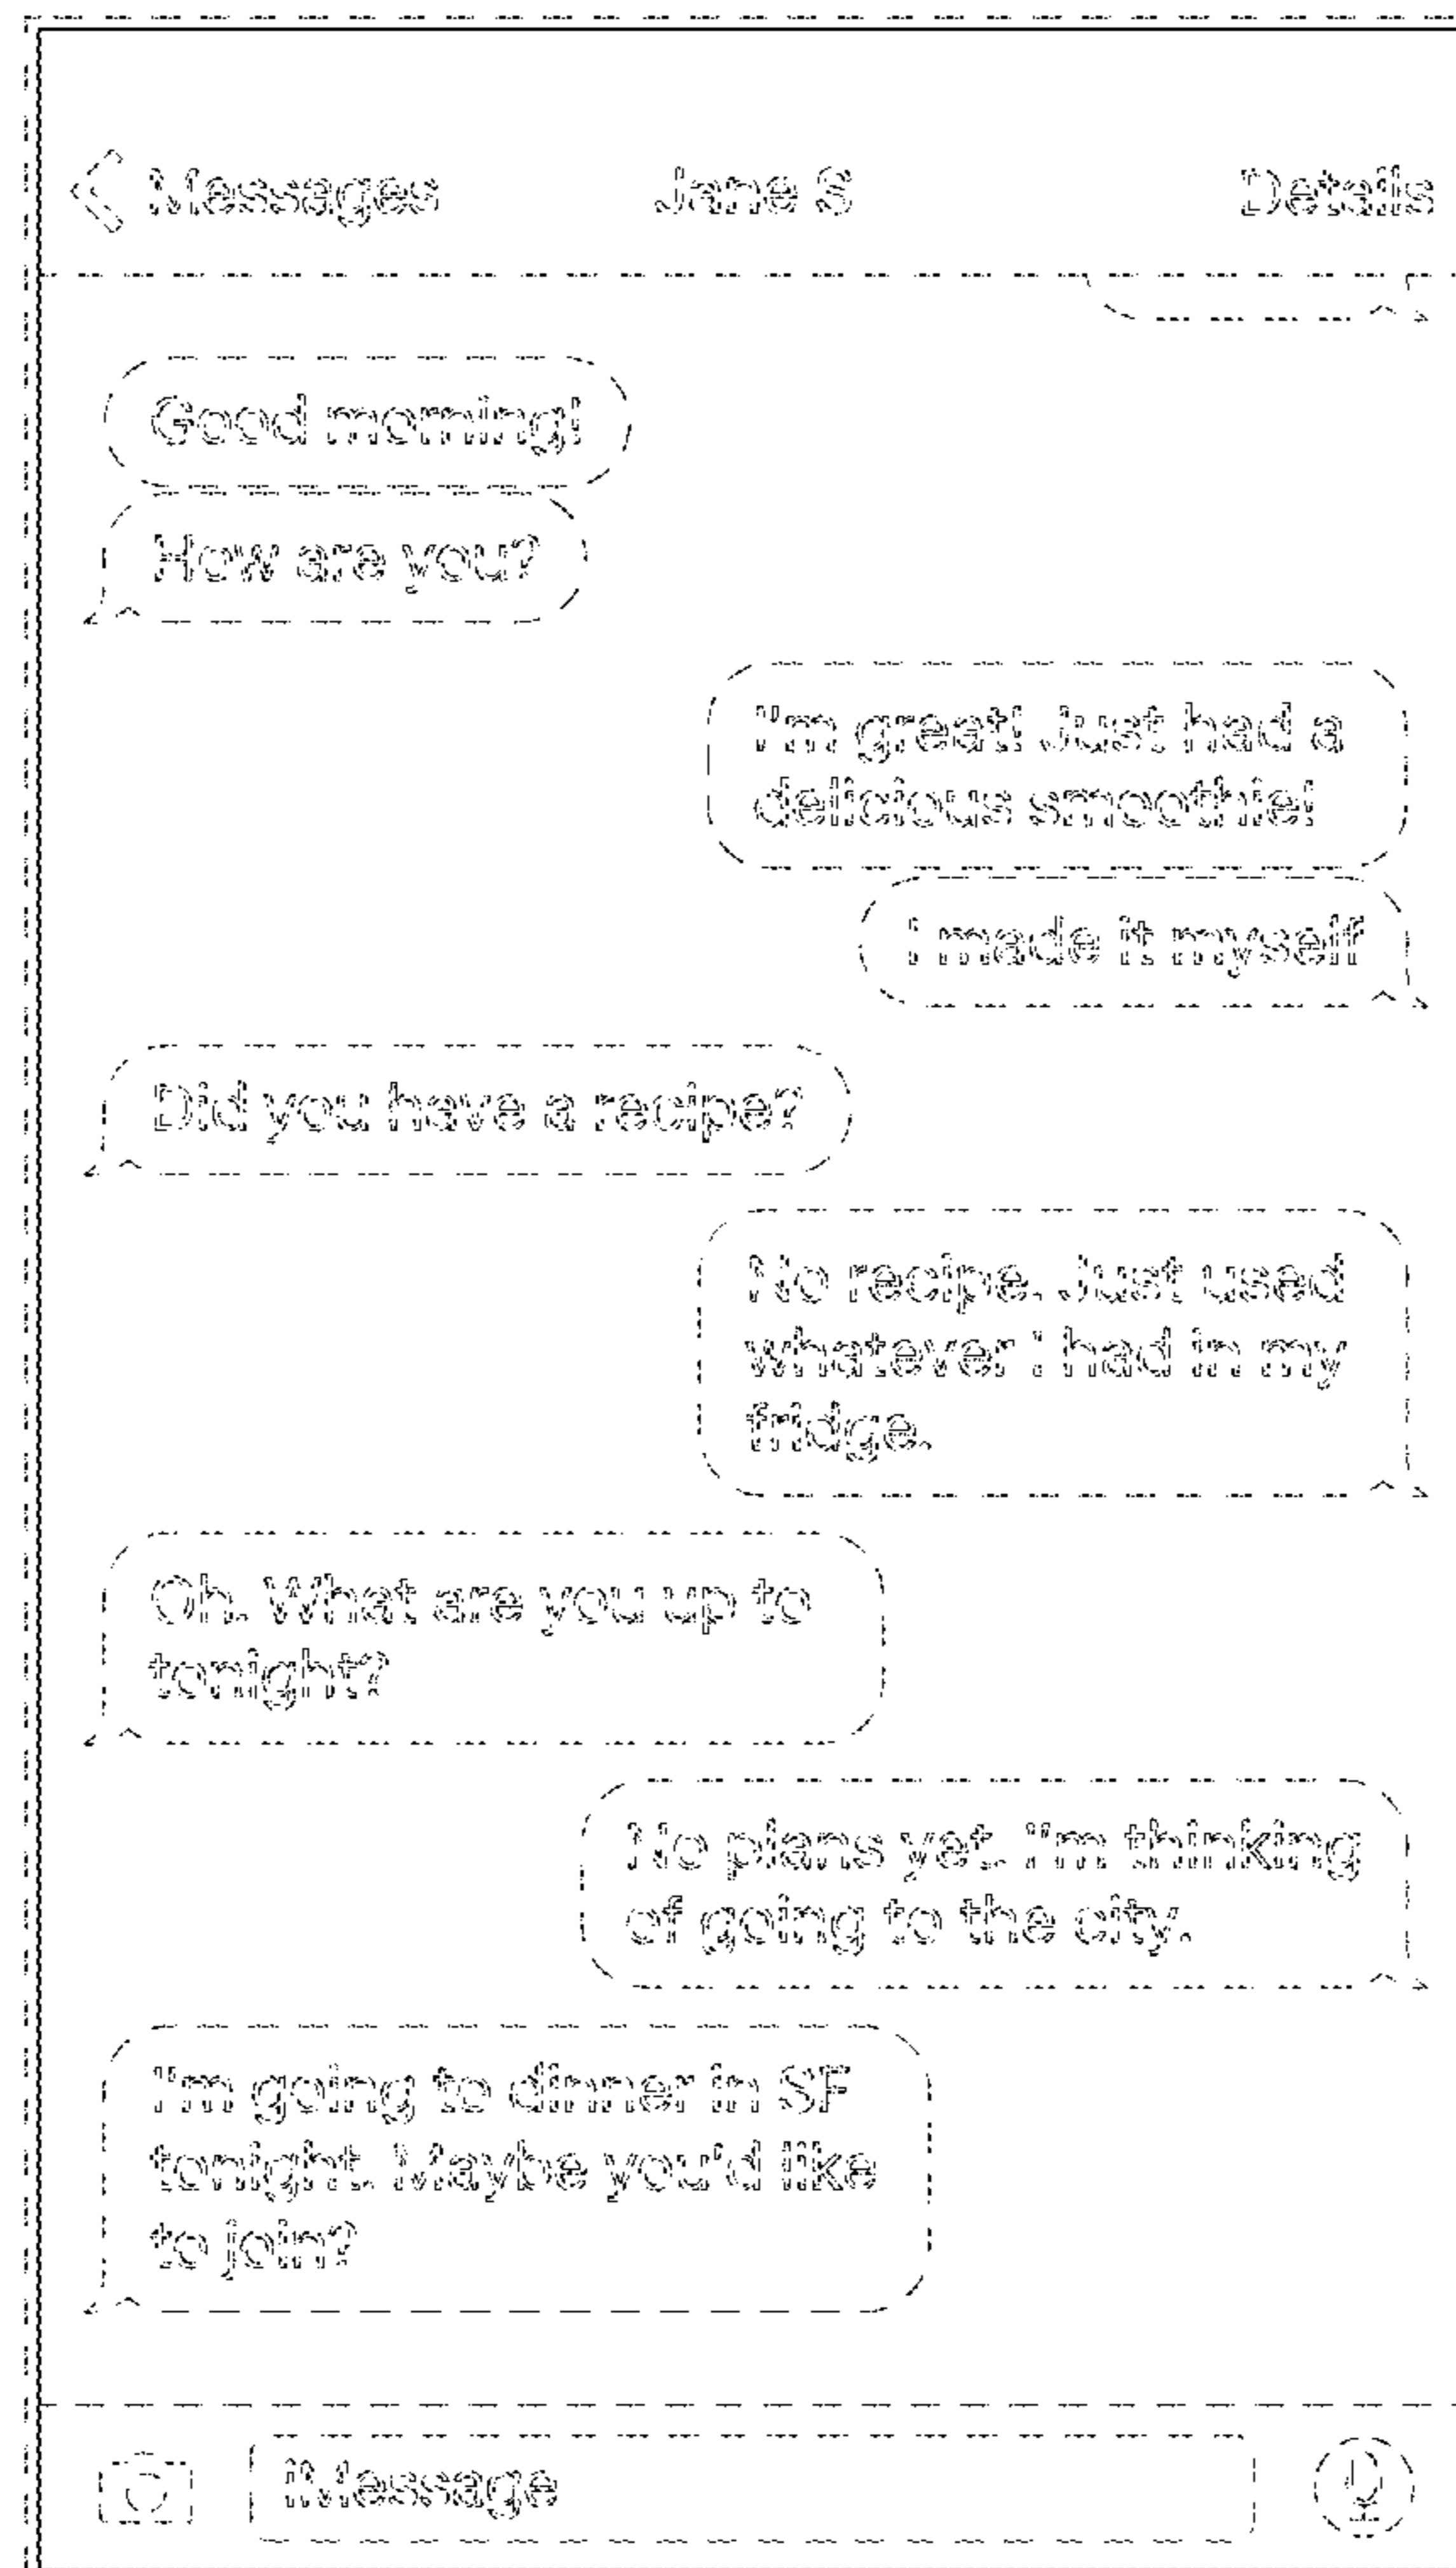 Messages Jane S Details
Good morning!
How are you?
I'm great! Just had a
delicious smoothie!
I made it myself
Did you have a recipe?
No recipe. Just used
whatever I had in my
fridge.
Oh. What are you up to
tonight?
No plans yet. I'm thinking
of going to the city.
I'm going to dinner in SF
tonight. Maybe you'd like
to join?
iMessage